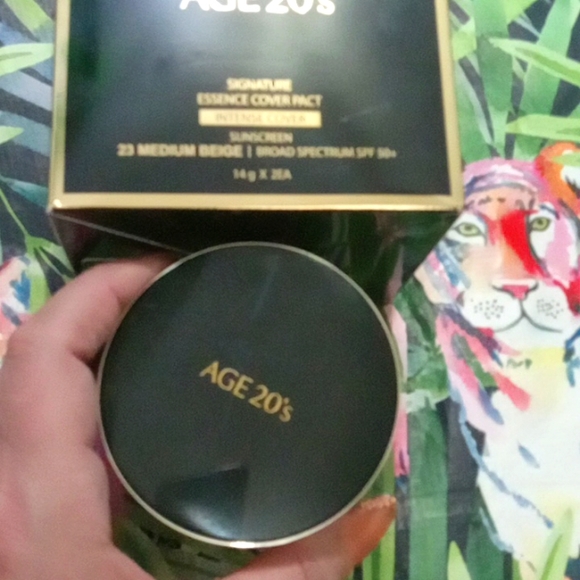 AGE 20's
SIGNATURE
ESSENCE COVER PACT
INTENSE COVER
SUNSCREEN
23 MEDIUM BEIGE | BROAD SPECTRUM SPF 50+
14g X 2EA
AGE 20's